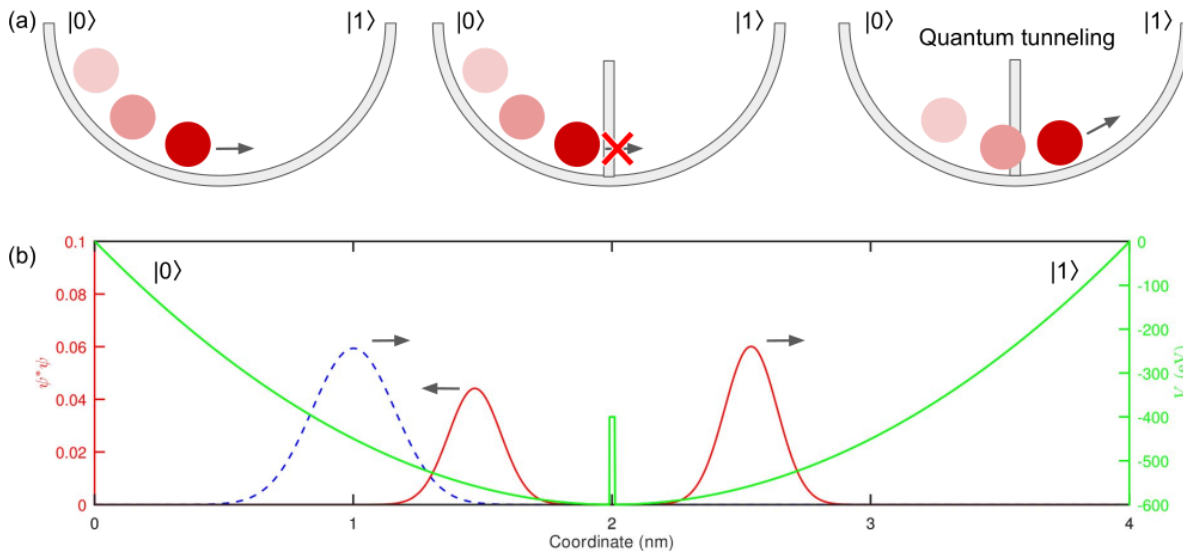 (a) |0⟩ |1⟩ |0⟩ |1⟩ |0⟩ |1⟩
Quantum tunneling
(b)
|0⟩ |1⟩
0.1
0.08
0.06
0.04
0.02
0
ψ*ψ
0
-100
-200
-300
-400
-500
-600
V (eV)
0 1 2 3 4
Coordinate (nm)